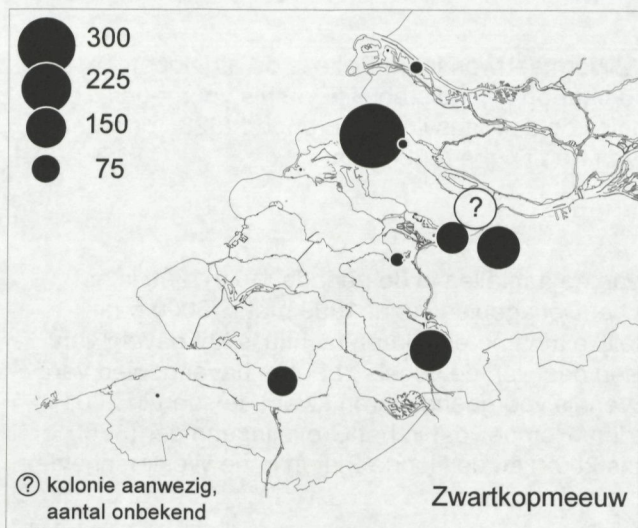 300
225
150
75
?
? kolonie aanwezig,
aantal onbekend
Zwartkopmeeuw